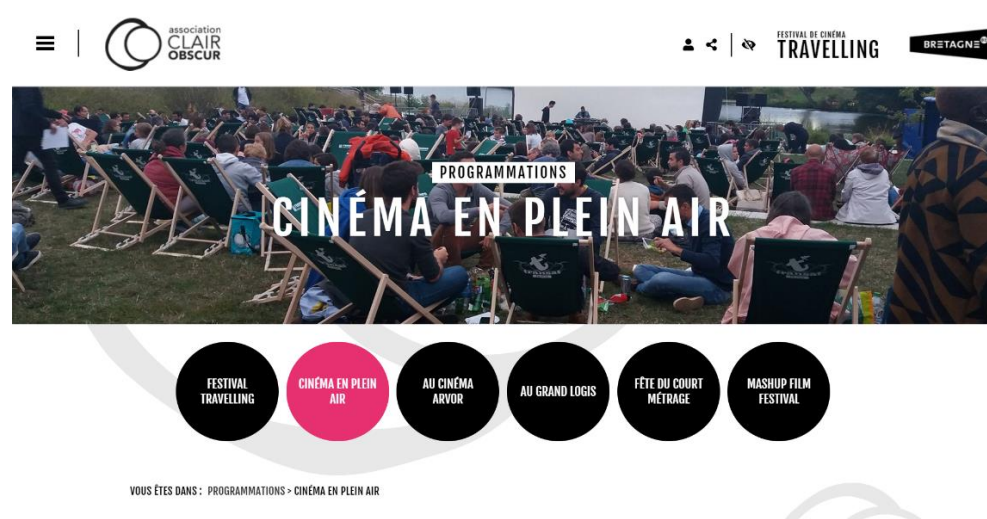 association
CLAIR
OBSCUR
FESTIVAL DE CINÉMA
TRAVELLING
BRETAGNE
PROGRAMMATIONS
CINÉMA EN PLEIN AIR
FESTIVAL
TRAVELLING
CINÉMA EN PLEIN
AIR
AU CINÉMA
ARVOR
AU GRAND LOGIS
FÊTE DU COURT
MÉTRAGE
MASHUP FILM
FESTIVAL
VOUS ÊTES DANS : PROGRAMMATIONS > CINÉMA EN PLEIN AIR